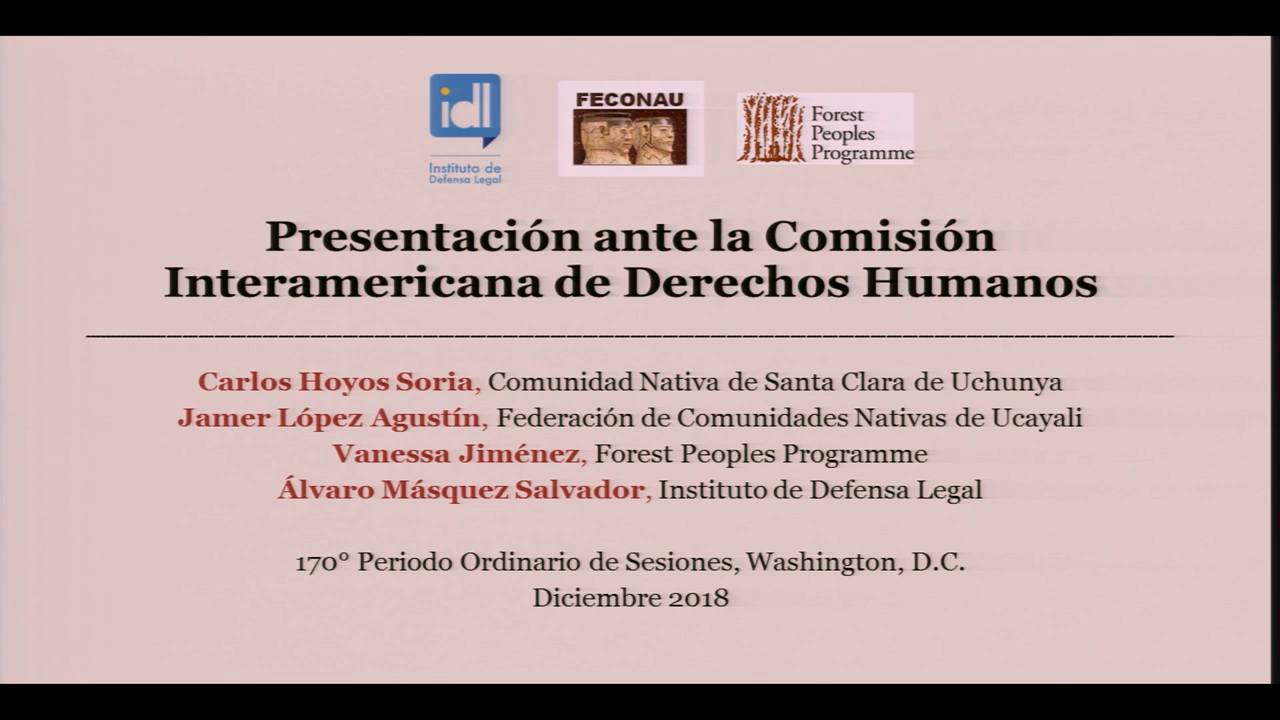 idl
Instituto de
Defensa Legal
FECONAU
Forest
Peoples
Programme
Presentación ante la Comisión
Interamericana de Derechos Humanos
Carlos Hoyos Soria, Comunidad Nativa de Santa Clara de Uchunya
Jamer López Agustín, Federación de Comunidades Nativas de Ucayali
Vanessa Jiménez, Forest Peoples Programme
Álvaro Másquez Salvador, Instituto de Defensa Legal
170° Periodo Ordinario de Sesiones, Washington, D.C.
Diciembre 2018